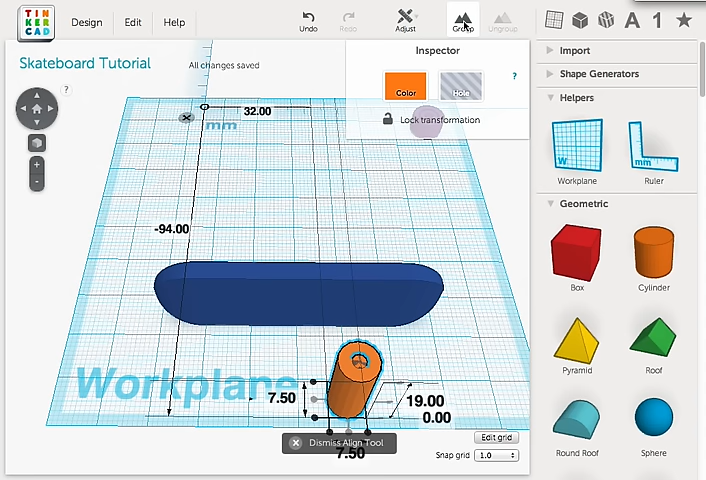 TIN
KER
CAD
Design
Edit
Help
Undo
Redo
Adjust
Group
Ungroup
A 1
Skateboard Tutorial
All changes saved
Inspector
Color
Hole
?
Lock transformation
?
+
-
32.00
mm
-94.00
Workplane
7.50
19.00
0.00
Dismiss Align Tool
7.50
Edit grid
Snap grid
1.0
Import
Shape Generators
Helpers
W
mm
Workplane
Ruler
Geometric
Box
Cylinder
Pyramid
Roof
Round Roof
Sphere